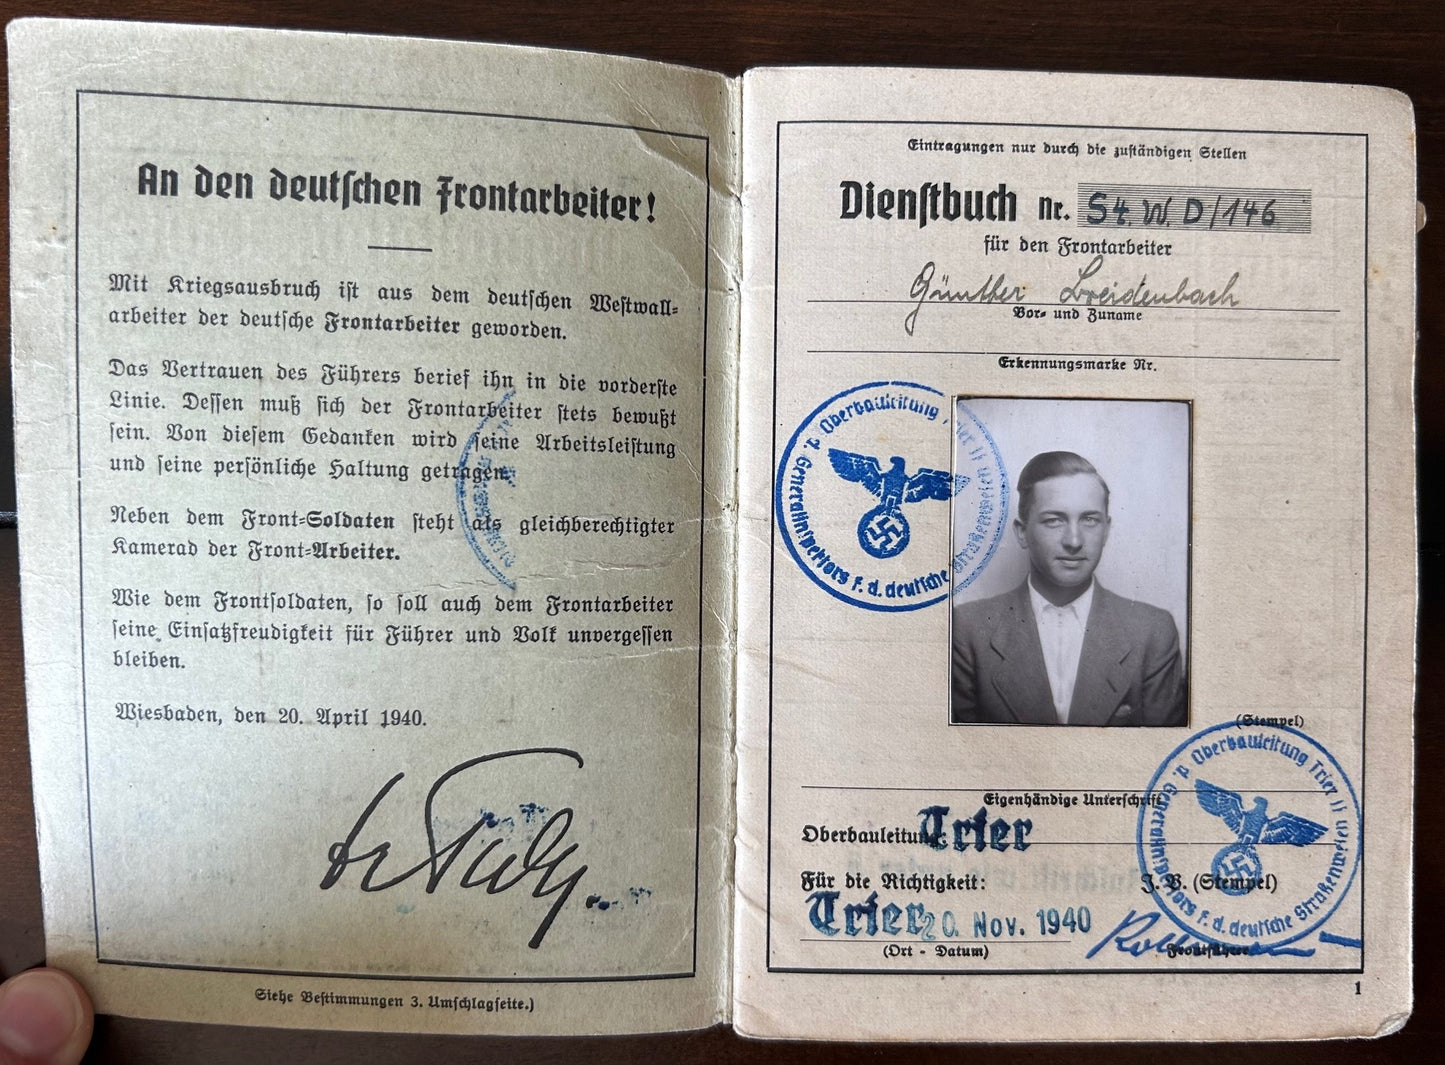 An den deutschen Frontarbeiter!
Mit Kriegsausbruch ist aus dem deutschen Westwall-
arbeiter der deutsche Frontarbeiter geworden.
Das Vertrauen des Führers berief ihn in die vorderste
Linie. Dessen muß sich der Frontarbeiter stets bewußt
sein. Von diesem Gedanken wird seine Arbeitsleistung
und seine persönliche Haltung getragen.
Neben dem Front-Soldaten steht als gleichberechtigter
Kamerad der Front-Arbeiter.
Wie dem Frontsoldaten, so soll auch dem Frontarbeiter
seine Einsatzfreudigkeit für Führer und Volk unvergessen
bleiben.
Wiesbaden, den 20. April 1940.
Siehe Bestimmungen 3. Umschlagseite.)
Eintragungen nur durch die zuständigen Stellen
Dienstbuch Nr. S4. W. D/146
für den Frontarbeiter
Günther Breidenbach
Vor- und Zuname
Erkennungsmarke Nr.
d. Generalinspektors f. d. deutsche Straßenwesen Oberbauleitung Trier
(Stempel)
Eigenhändige Unterschrift
Oberbauleitung: Trier
Für die Richtigkeit: J. V. (Stempel)
Trier 20. Nov. 1940
(Ort - Datum) Frontführer
d. Generalinspektors f. d. deutsche Straßenwesen Oberbauleitung Trier
1